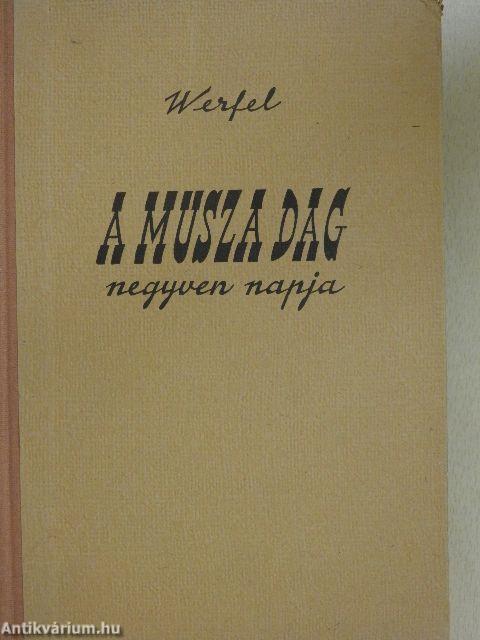 Werfel
A MUSZA DAG
negyven napja
Antikvárium.hu